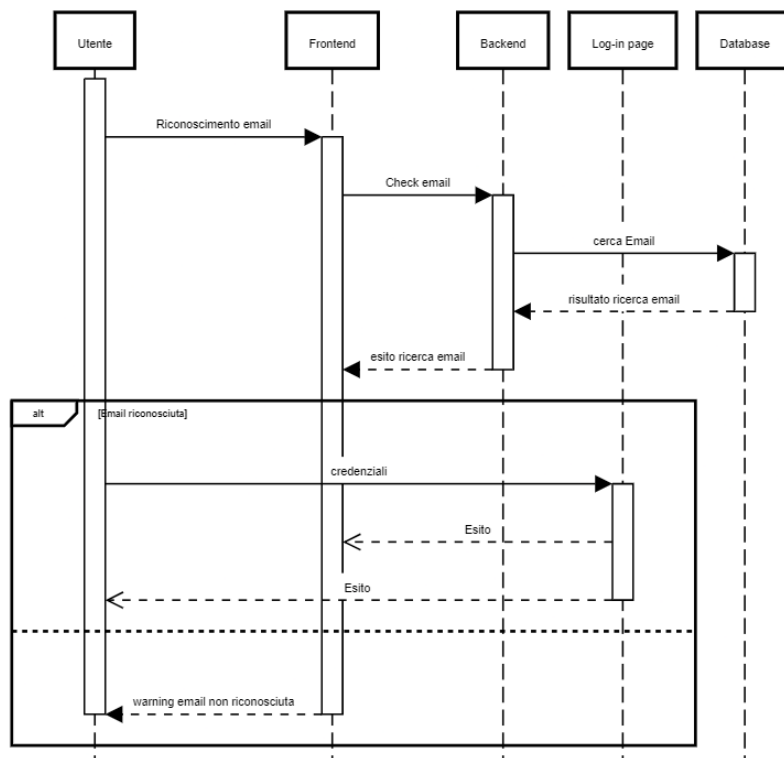 Utente
Frontend
Backend
Log-in page
Database
Riconoscimento email
Check email
cerca Email
risultato ricerca email
esito ricerca email
alt
[Email riconosciuta]
credenziali
Esito
Esito
warning email non riconosciuta